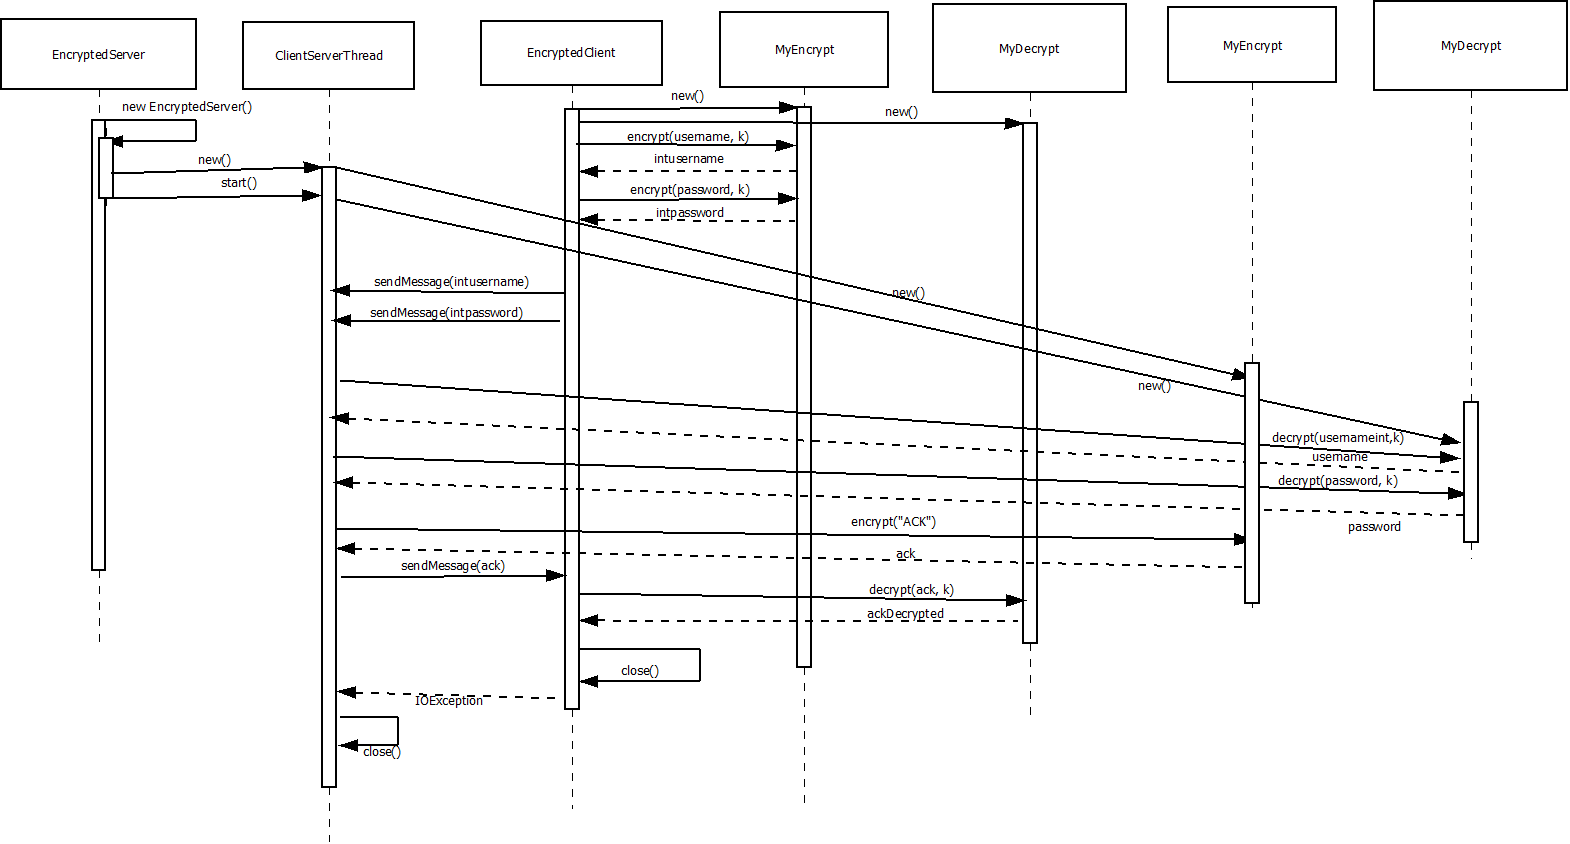 EncryptedServer
ClientServerThread
EncryptedClient
MyEncrypt
MyDecrypt
MyEncrypt
MyDecrypt
new()
new EncryptedServer()
new()
encrypt(username, k)
intusername
new()
start()
encrypt(password, k)
intpassword
sendMessage(intusername)
new()
sendMessage(intpassword)
new()
decrypt(usernameint,k)
username
decrypt(password, k)
encrypt("ACK")
password
ack
sendMessage(ack)
decrypt(ack, k)
ackDecrypted
close()
IOException
close()